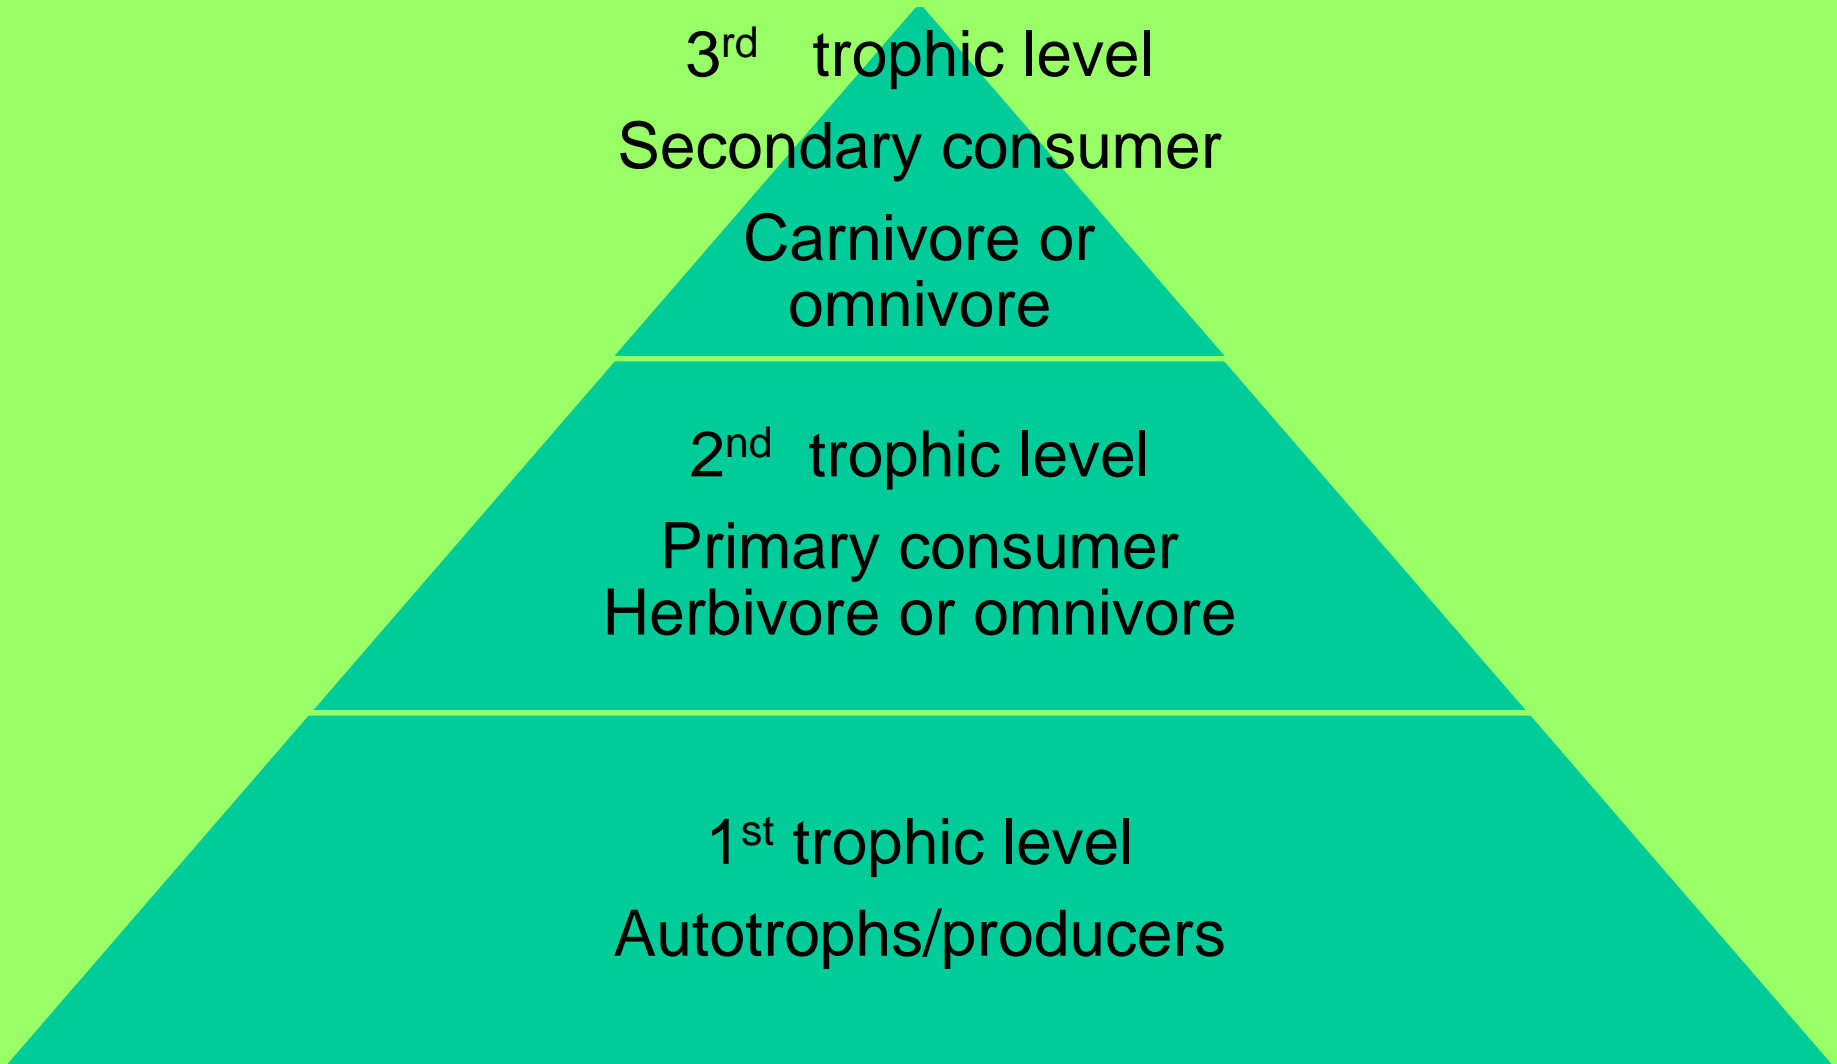 3rd trophic level
Secondary consumer
Carnivore or
omnivore
2nd trophic level
Primary consumer
Herbivore or omnivore
1st trophic level
Autotrophs/producers